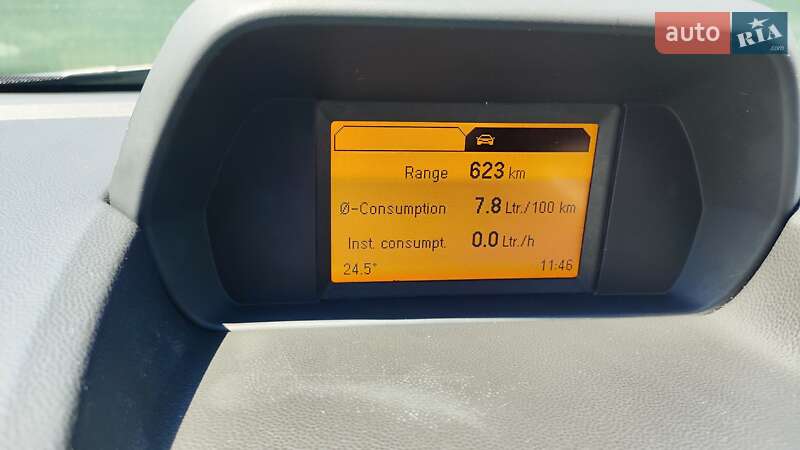 auto RIA.com
Range 623 km
Ø-Consumption 7.8 Ltr./100 km
Inst. consumpt. 0.0 Ltr./h
24.5° 11:46